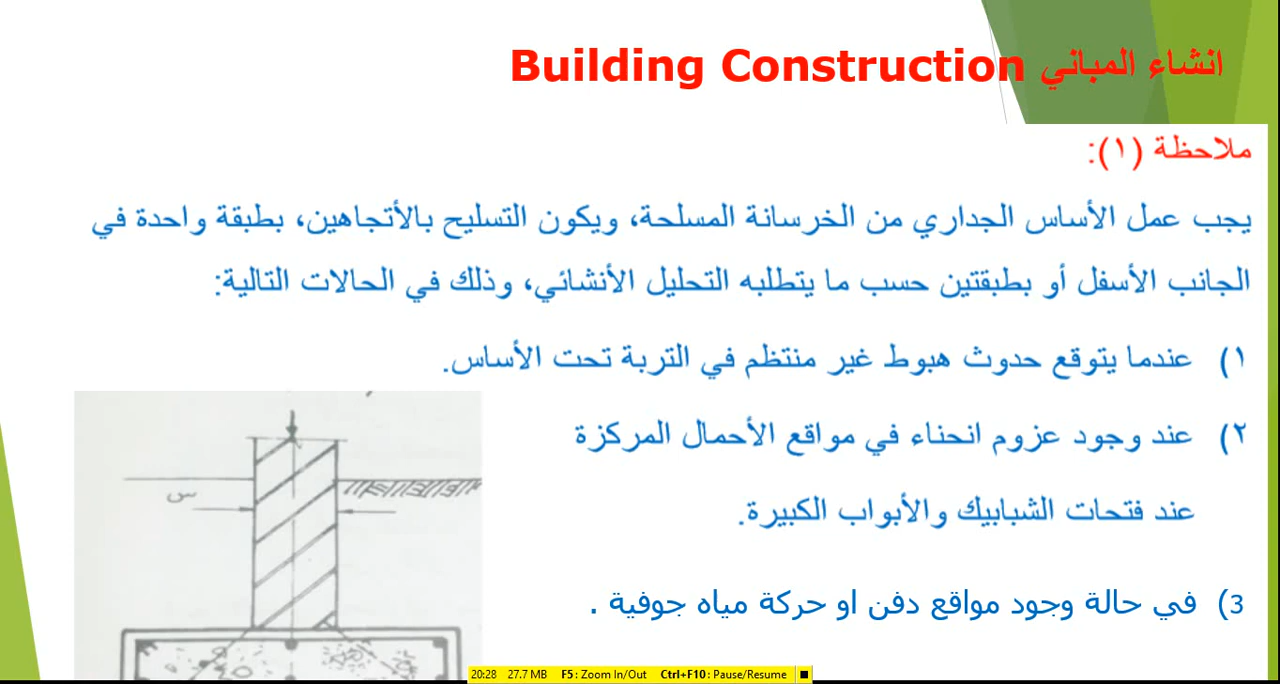 انشاء المباني Building Construction
ملاحظة (١):
يجب عمل الأساس الجداري من الخرسانة المسلحة، ويكون التسليح بالأتجاهين، بطبقة واحدة في
الجانب الأسفل أو بطبقتين حسب ما يتطلبه التحليل الأنشائي، وذلك في الحالات التالية:
١) عندما يتوقع حدوث هبوط غير منتظم في التربة تحت الأساس.
٢) عند وجود عزوم انحناء في مواقع الأحمال المركزة
عند فتحات الشبابيك والأبواب الكبيرة.
3) في حالة وجود مواقع دفن او حركة مياه جوفية .
س
20:28 27.7 MB F5: Zoom In/Out Ctrl+F10: Pause/Resume